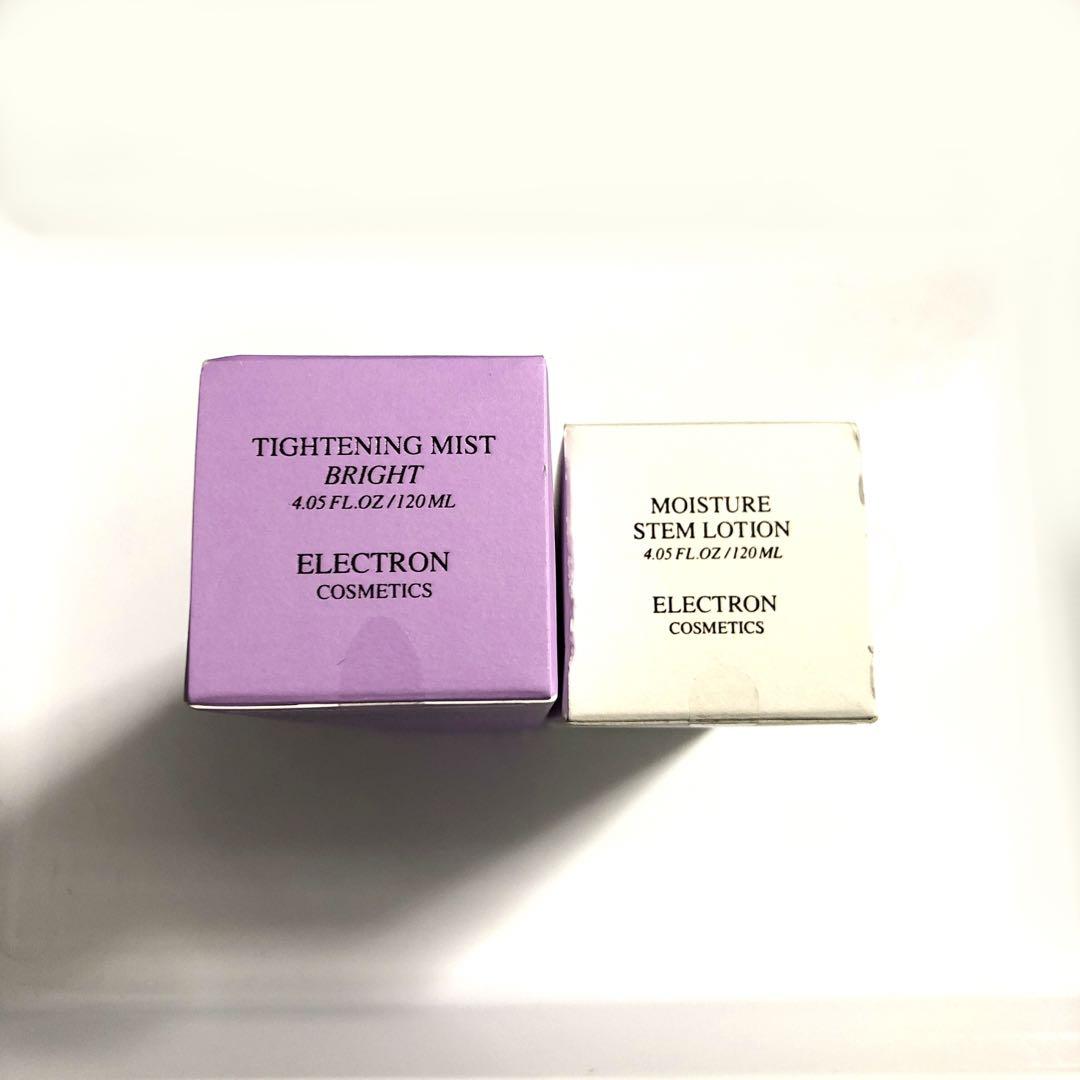 TIGHTENING MIST
BRIGHT
4.05 FL.OZ / 120 ML
ELECTRON
COSMETICS
MOISTURE
STEM LOTION
4.05 FL.OZ / 120 ML
ELECTRON
COSMETICS